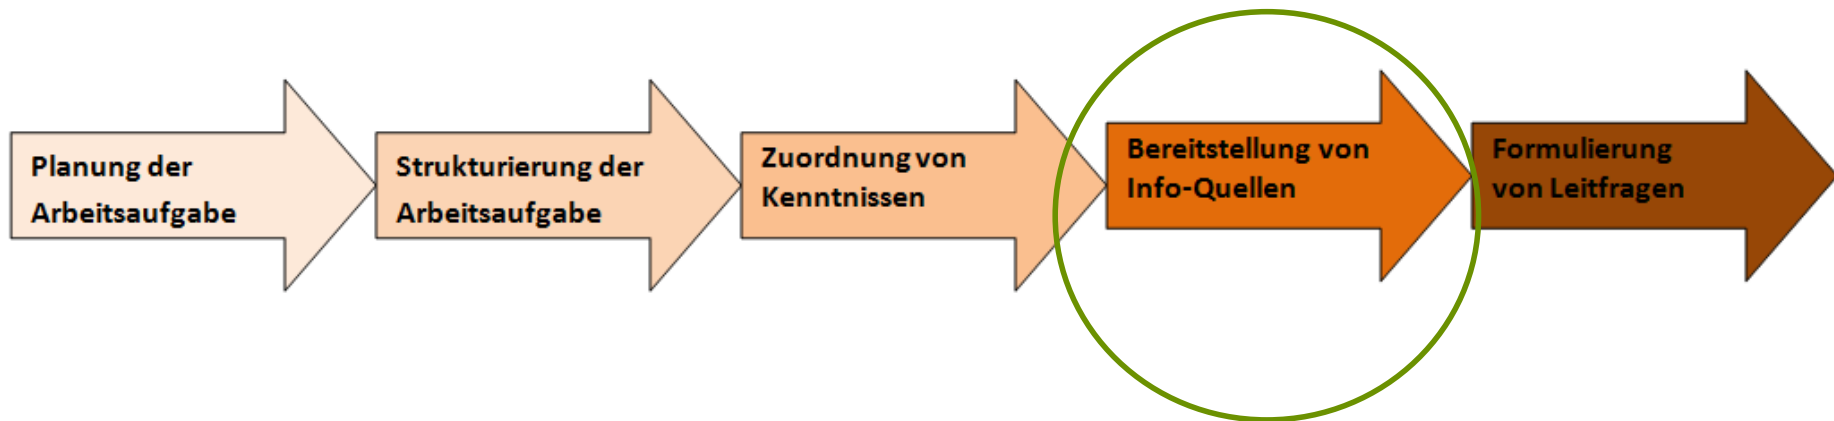 Planung der
Arbeitsaufgabe
Strukturierung der
Arbeitsaufgabe
Zuordnung von
Kenntnissen
Bereitstellung von
Info-Quellen
Formulierung
von Leitfragen